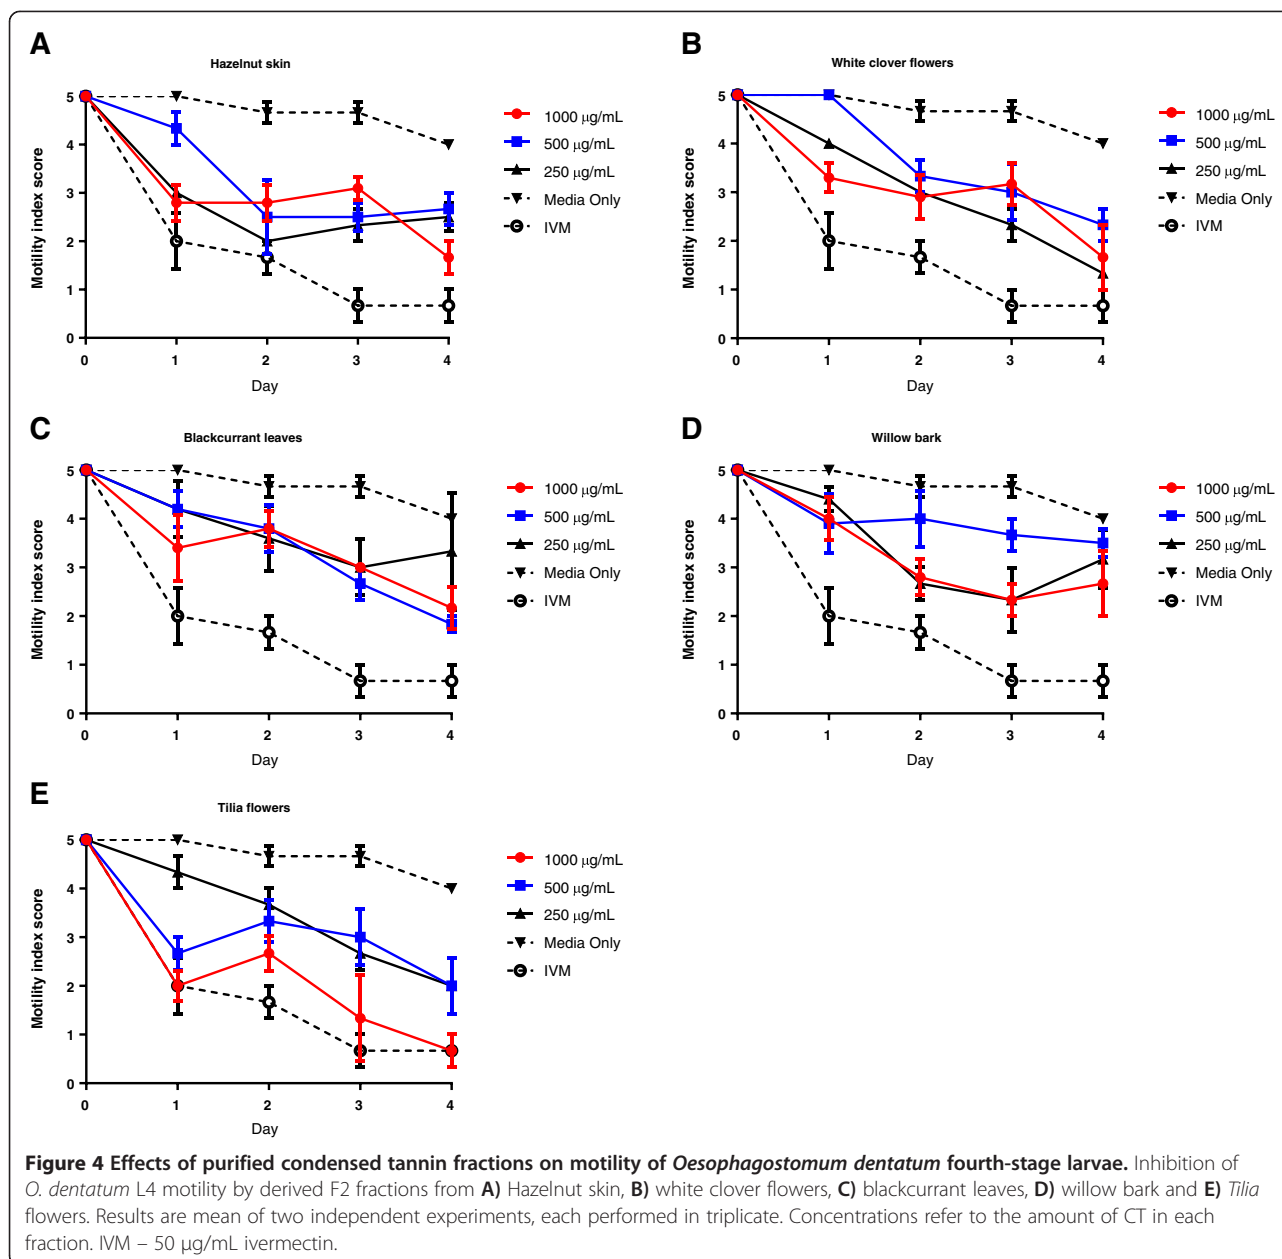 A
Hazelnut skin
5
4
3
2
1
0
Motility index score
0 1 2 3 4
Day
1000 µg/mL
500 µg/mL
250 µg/mL
Media Only
IVM
B
White clover flowers
5
4
3
2
1
0
Motility index score
0 1 2 3 4
Day
1000 µg/mL
500 µg/mL
250 µg/mL
Media Only
IVM
C
Blackcurrant leaves
5
4
3
2
1
0
Motility index score
0 1 2 3 4
Day
1000 µg/mL
500 µg/mL
250 µg/mL
Media Only
IVM
D
Willow bark
5
4
3
2
1
0
Motility index score
0 1 2 3 4
Day
1000 µg/mL
500 µg/mL
250 µg/mL
Media Only
IVM
E
Tilia flowers
5
4
3
2
1
0
Motility index score
0 1 2 3 4
Day
1000 µg/mL
500 µg/mL
250 µg/mL
Media Only
IVM
Figure 4 Effects of purified condensed tannin fractions on motility of Oesophagostomum dentatum fourth-stage larvae. Inhibition of
O. dentatum L4 motility by derived F2 fractions from A) Hazelnut skin, B) white clover flowers, C) blackcurrant leaves, D) willow bark and E) Tilia
flowers. Results are mean of two independent experiments, each performed in triplicate. Concentrations refer to the amount of CT in each
fraction. IVM – 50 µg/mL ivermectin.